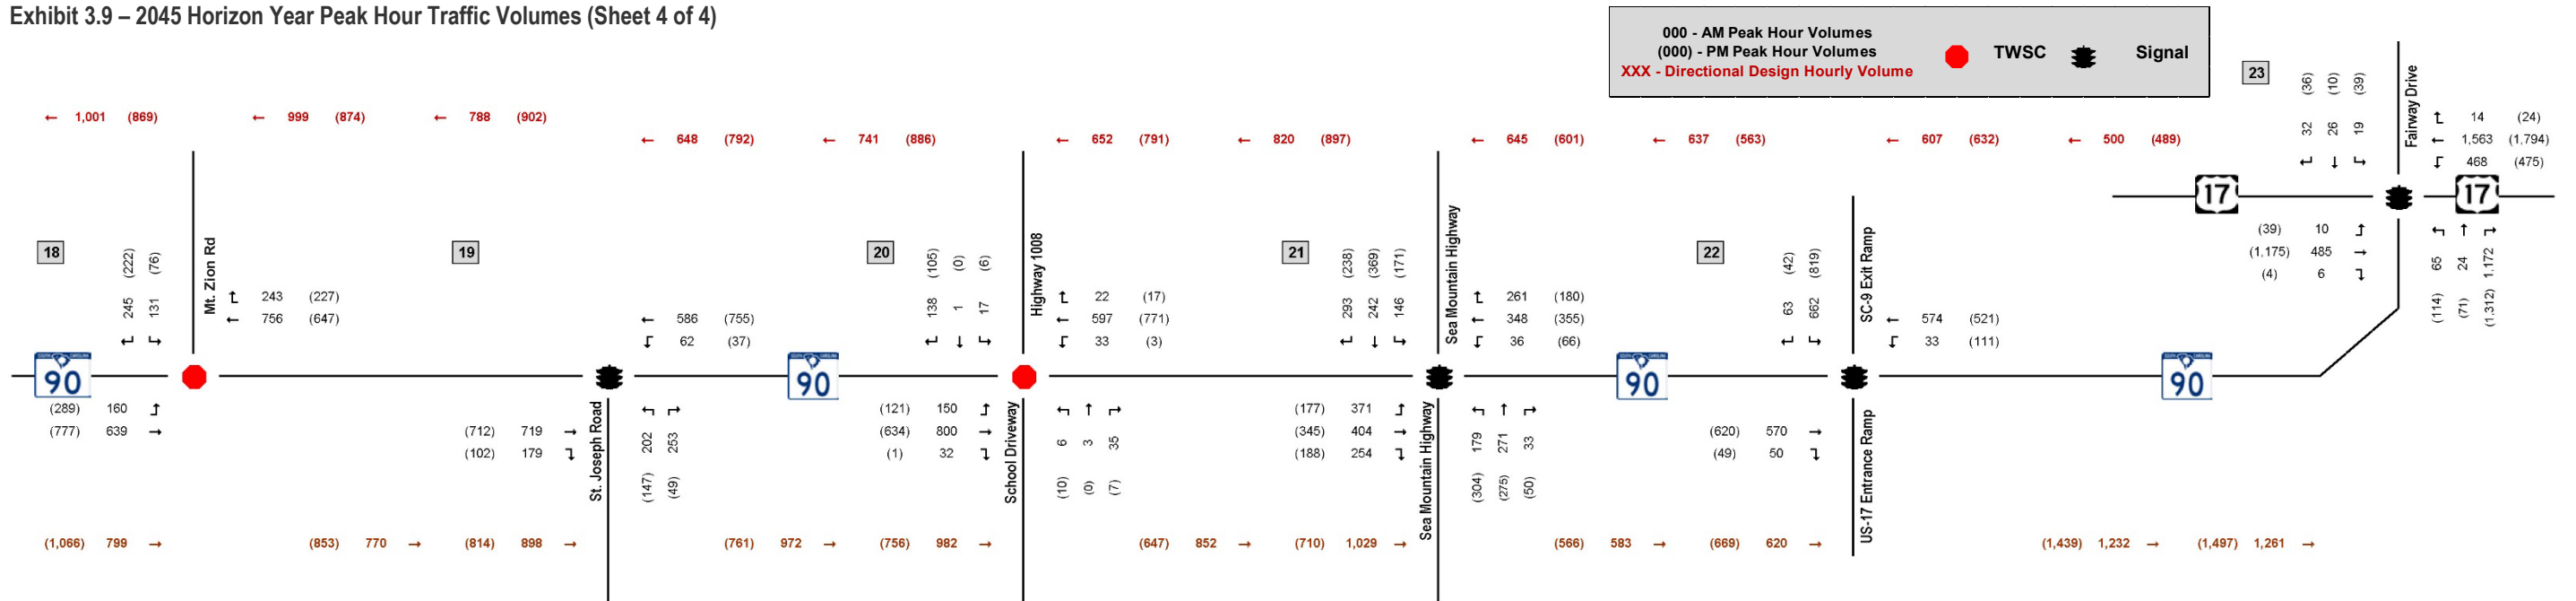 Exhibit 3.9 – 2045 Horizon Year Peak Hour Traffic Volumes (Sheet 4 of 4)
000 - AM Peak Hour Volumes
(000) - PM Peak Hour Volumes
XXX - Directional Design Hourly Volume
TWSC
Signal
← 1,001 (869)
← 999 (874)
← 788 (902)
← 648 (792)
← 741 (886)
← 652 (791)
← 820 (897)
← 645 (601)
← 637 (563)
← 607 (632)
← 500 (489)
18
245 (222)
131 (76)
Mt. Zion Rd
243 (227)
← 756 (647)
90
(289) 160
(777) 639 →
19
← 586 (755)
62 (37)
(712) 719 →
(102) 179
St. Joseph Road
202 (147)
253 (49)
90
20
138 (105)
1 (0)
17 (6)
Highway 1008
22 (17)
← 597 (771)
33 (3)
(121) 150
(634) 800 →
(1) 32
School Driveway
6 (10)
3 (0)
35 (7)
21
293 (238)
242 (369)
146 (171)
Sea Mountain Highway
261 (180)
← 348 (355)
36 (66)
(177) 371
(345) 404 →
(188) 254
Sea Mountain Highway
179 (304)
271 (275)
33 (50)
90
22
63 (42)
662 (819)
SC-9 Exit Ramp
← 574 (521)
33 (111)
(620) 570 →
(49) 50
US-17 Entrance Ramp
90
23
32 (36)
26 (10)
19 (39)
Fairway Drive
14 (24)
← 1,563 (1,794)
468 (475)
17
17
(39) 10
(1,175) 485 →
(4) 6
65 (114)
24 (71)
1,172 (1,312)
(1,066) 799 →
(853) 770 →
(814) 898 →
(761) 972 →
(756) 982 →
(647) 852 →
(710) 1,029 →
(566) 583 →
(669) 620 →
(1,439) 1,232 →
(1,497) 1,261 →